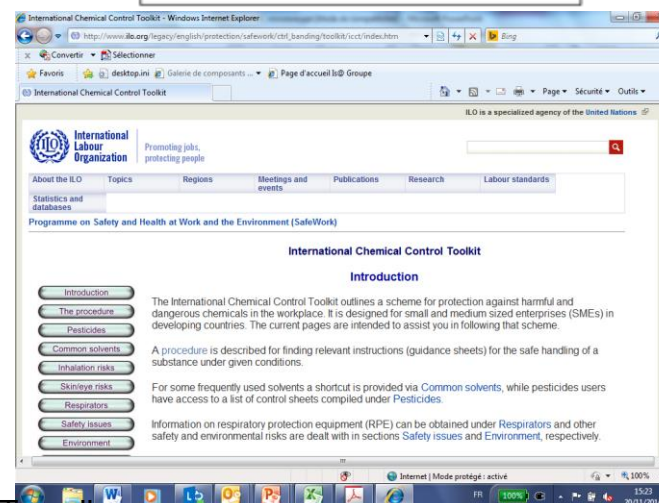 International Chemical Control Toolkit - Windows Internet Explorer
http://www.ilo.org/legacy/english/protection/safework/ctrl_banding/toolkit/icct/index.htm
Bing
x Convertir Sélectionner
Favoris desktop.ini Galerie de composants ... Page d'accueil Is@ Groupe
International Chemical Control Toolkit
Page Sécurité Outils
ILO is a specialized agency of the United Nations
International
Labour
Organization
Promoting jobs,
protecting people
About the ILO Topics Regions Meetings and events Publications Research Labour standards
Statistics and databases
Programme on Safety and Health at Work and the Environment (SafeWork)
International Chemical Control Toolkit
Introduction
Introduction
The procedure
Pesticides
Common solvents
Inhalation risks
Skin/eye risks
Respirators
Safety issues
Environment
The International Chemical Control Toolkit outlines a scheme for protection against harmful and
dangerous chemicals in the workplace. It is designed for small and medium sized enterprises (SMEs) in
developing countries. The current pages are intended to assist you in following that scheme.
A procedure is described for finding relevant instructions (guidance sheets) for the safe handling of a
substance under given conditions.
For some frequently used solvents a shortcut is provided via Common solvents, while pesticides users
have access to a list of control sheets compiled under Pesticides.
Information on respiratory protection equipment (RPE) can be obtained under Respirators and other
safety and environmental risks are dealt with in sections Safety issues and Environment, respectively.
Internet | Mode protégé : activé
100%
FR 100% 15:23